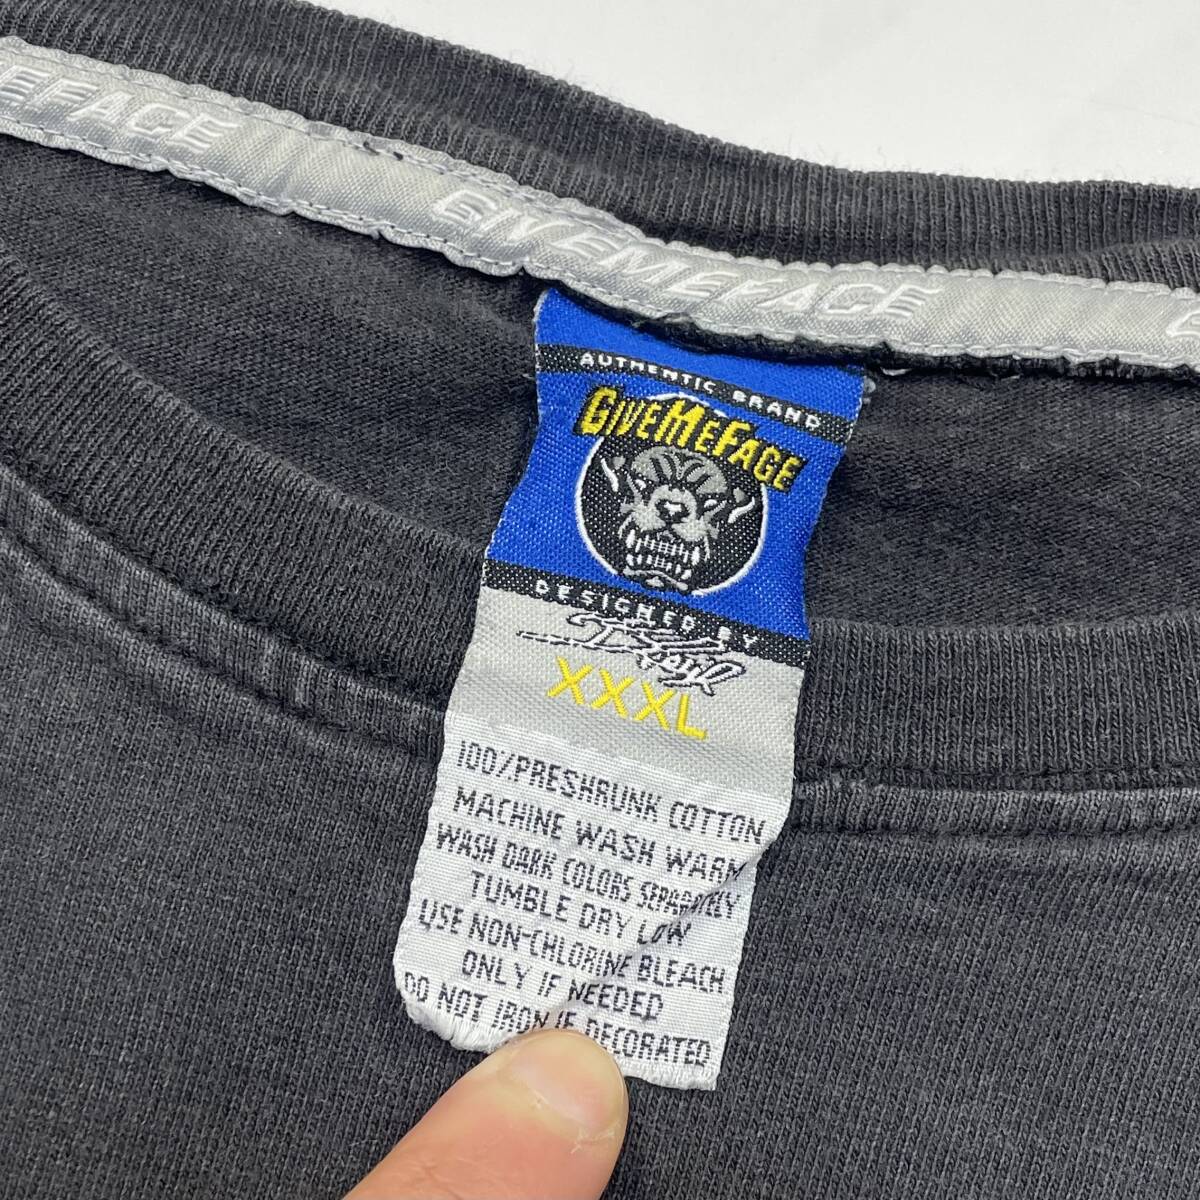 EFACE GIVEMEFACE G
AUTHENTIC BRAND
GIVEMEFACE
DESIGNED BY
XXXL
100% PRESHRUNK COTTON
MACHINE WASH WARM
WASH DARK COLORS SEPARATELY
TUMBLE DRY LOW
USE NON-CHLORINE BLEACH
ONLY IF NEEDED
DO NOT IRON IF DECORATED